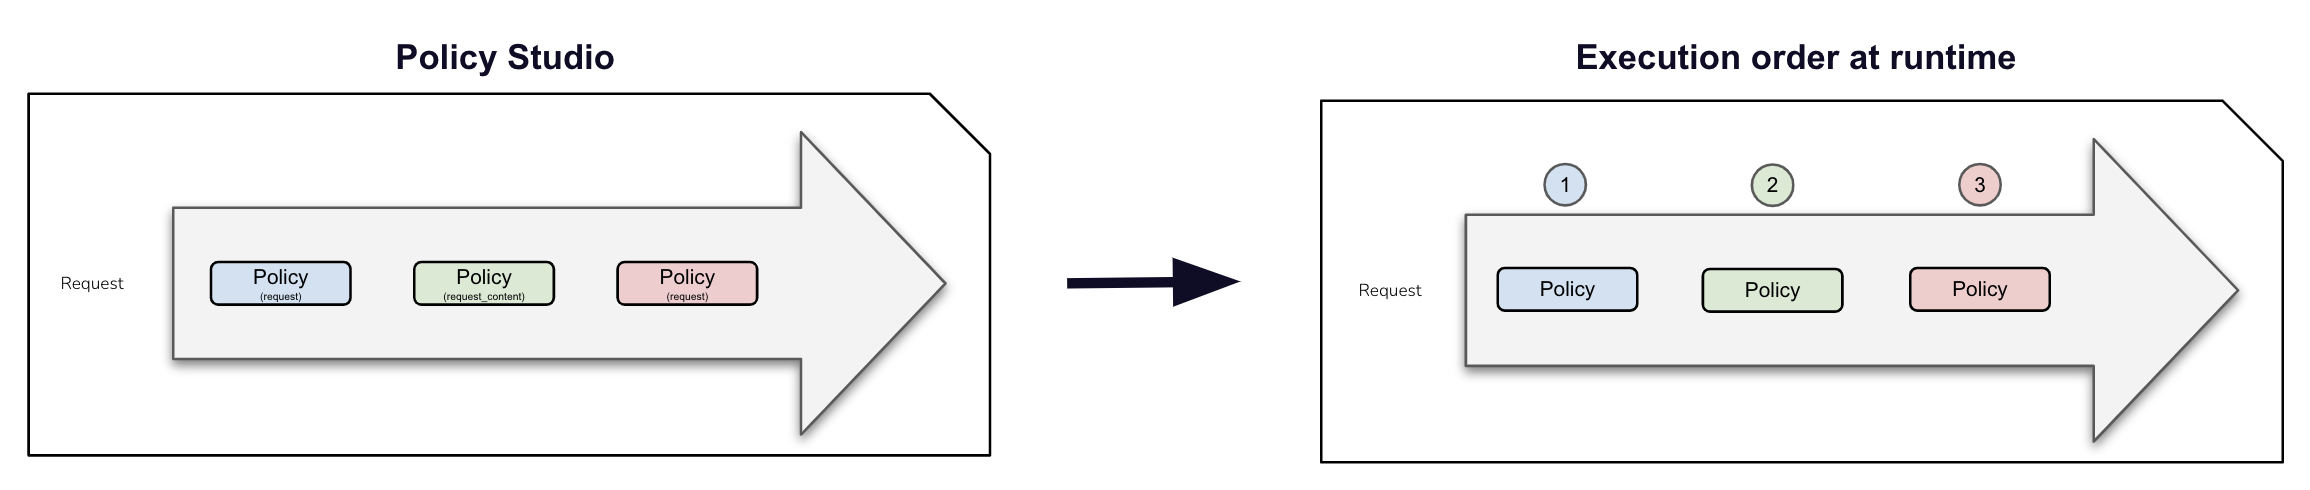 Policy Studio
Request
Policy
(request)
Policy
(request_content)
Policy
(request)
Execution order at runtime
1
2
3
Request
Policy
Policy
Policy